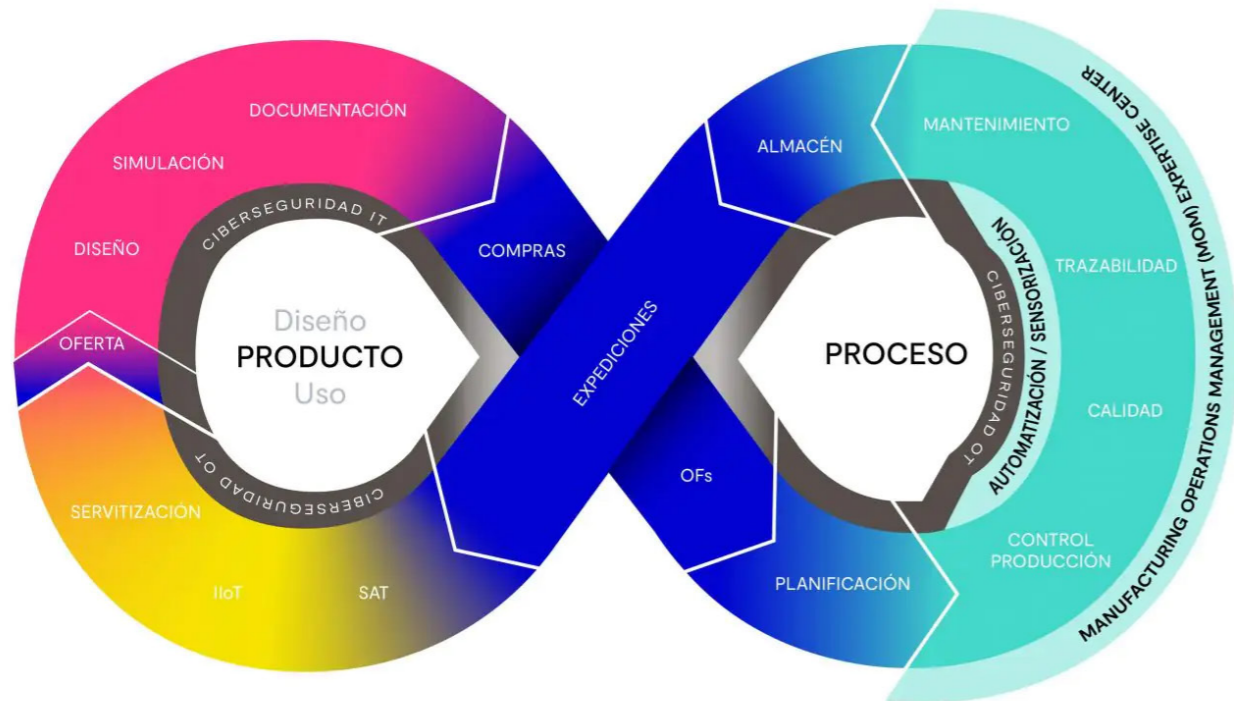 DOCUMENTACIÓN
SIMULACIÓN
DISEÑO
OFERTA
CIBERSEGURIDAD IT
Diseño
PRODUCTO
Uso
CIBERSEGURIDAD OT
SERVITIZACIÓN
IIoT
SAT
COMPRAS
EXPEDICIONES
OFs
PLANIFICACIÓN
ALMACÉN
PROCESO
MANTENIMIENTO
TRAZABILIDAD
CALIDAD
CONTROL
PRODUCCIÓN
CIBERSEGURIDAD OT
AUTOMATIZACIÓN / SENSORIZACIÓN
MANUFACTURING OPERATIONS MANAGEMENT (MOM) EXPERTISE CENTER